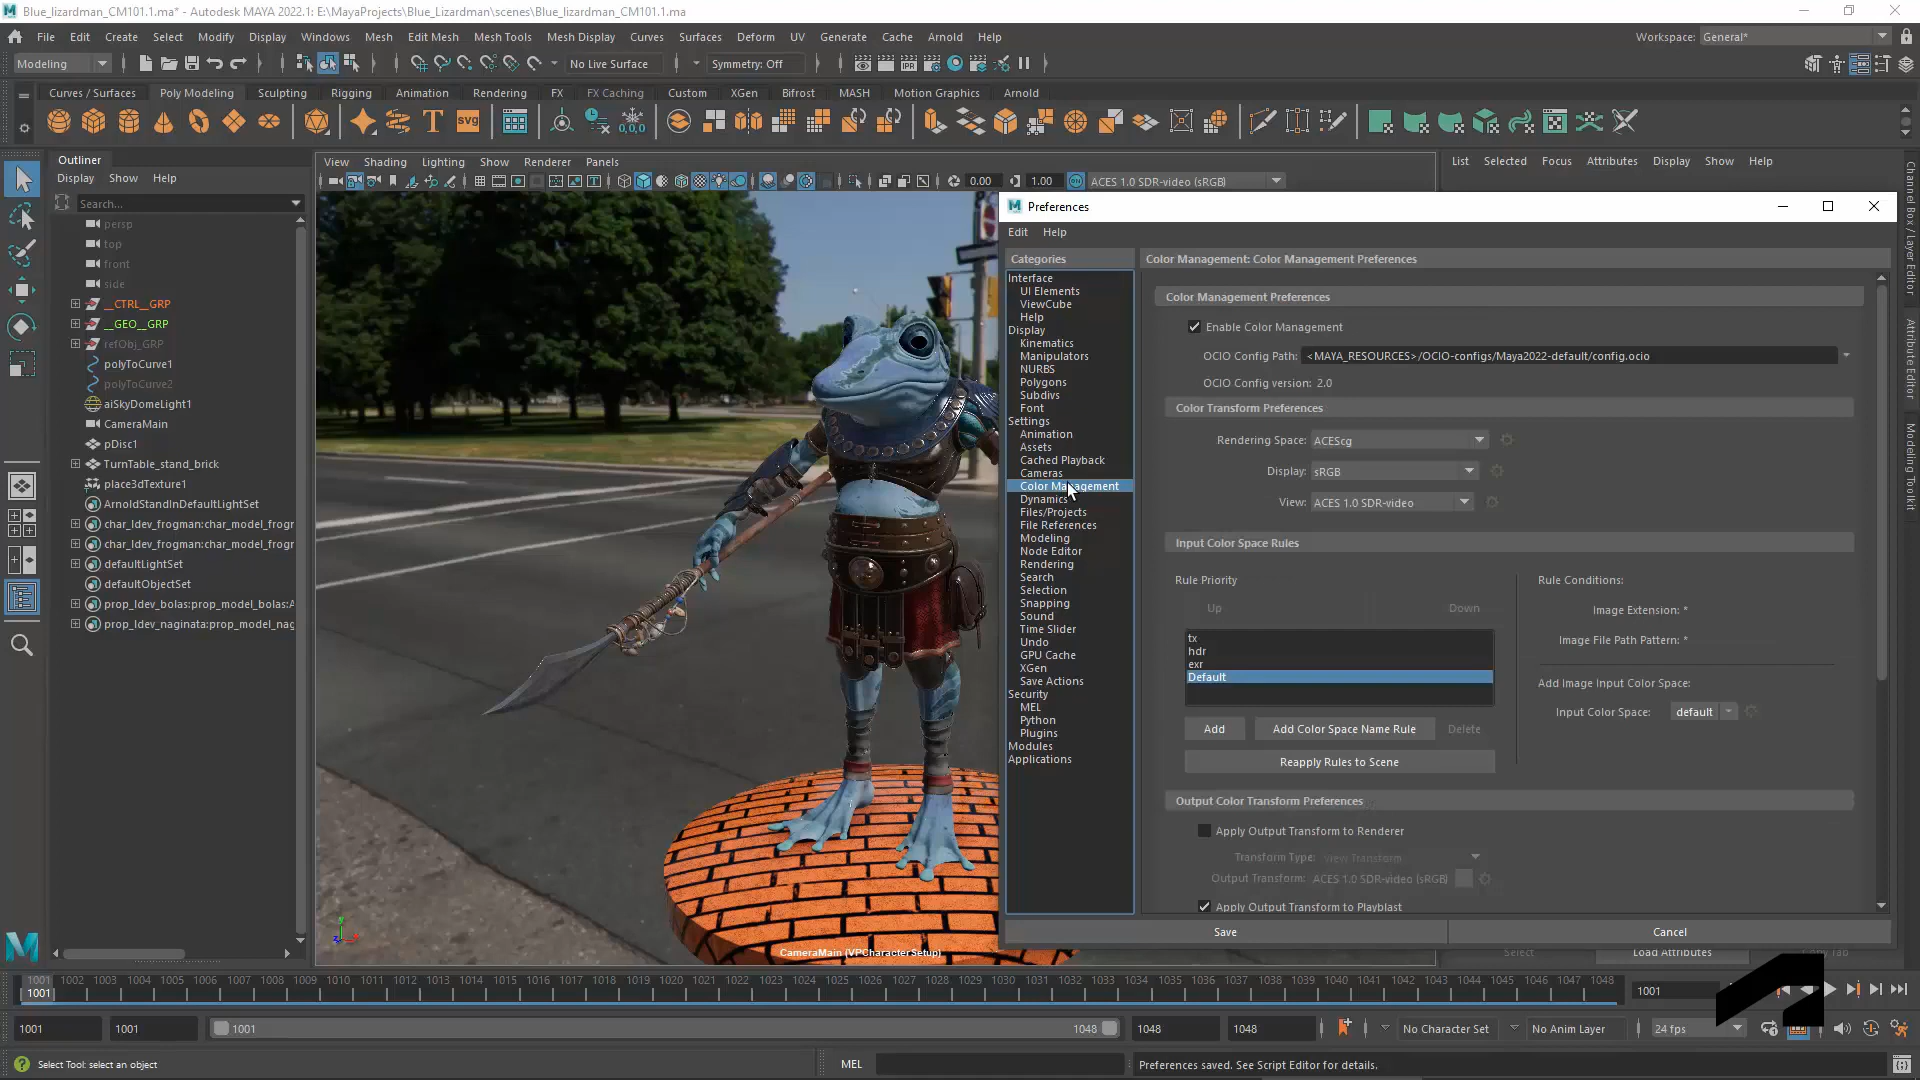 Blue_lizardman_CM101.1.ma* - Autodesk MAYA 2022.1: E:\MayaProjects\Blue_Lizardman\scenes\Blue_lizardman_CM101.1.ma
File Edit Create Select Modify Display Windows Mesh Edit Mesh Mesh Tools Mesh Display Curves Surfaces Deform UV Generate Cache Arnold Help Workspace: General*
Modeling No Live Surface Symmetry: Off IPR
Curves / Surfaces Poly Modeling Sculpting Rigging Animation Rendering FX FX Caching Custom XGen Bifrost MASH Motion Graphics Arnold
T SVG 0,0,0
Outliner
Display Show Help
Search...
persp
top
front
side
__CTRL__GRP
__GEO__GRP
refObj_GRP
polyToCurve1
polyToCurve2
aiSkyDomeLight1
CameraMain
pDisc1
TurnTable_stand_brick
place3dTexture1
ArnoldStandInDefaultLightSet
char_ldev_frogman:char_model_frogr
char_ldev_frogman:char_model_frogr
defaultLightSet
defaultObjectSet
prop_ldev_bolas:prop_model_bolas:A
prop_ldev_naginata:prop_model_nag
View Shading Lighting Show Renderer Panels
0.00 1.00 ACES 1.0 SDR-video (sRGB)
CameraMain (VPCharacterSetup)
List Selected Focus Attributes Display Show Help
Preferences
Edit Help
Categories
Interface
UI Elements
ViewCube
Help
Display
Kinematics
Manipulators
NURBS
Polygons
Subdivs
Font
Settings
Animation
Assets
Cached Playback
Cameras
Color Management
Dynamics
Files/Projects
File References
Modeling
Node Editor
Rendering
Search
Selection
Snapping
Sound
Time Slider
Undo
GPU Cache
XGen
Save Actions
Security
MEL
Python
Plugins
Modules
Applications
Color Management: Color Management Preferences
Color Management Preferences
Enable Color Management
OCIO Config Path: <MAYA_RESOURCES>/OCIO-configs/Maya2022-default/config.ocio
OCIO Config version: 2.0
Color Transform Preferences
Rendering Space: ACEScg
Display: sRGB
View: ACES 1.0 SDR-video
Input Color Space Rules
Rule Priority
Up Down
tx
hdr
exr
Default
Add Add Color Space Name Rule Delete
Reapply Rules to Scene
Rule Conditions:
Image Extension: *
Image File Path Pattern: *
Add Image Input Color Space:
Input Color Space: default
Output Color Transform Preferences
Apply Output Transform to Renderer
Transform Type: View Transform
Output Transform: ACES 1.0 SDR-video (sRGB)
Apply Output Transform to Playblast
Save Cancel
Select Load Attributes
Channel Box / Layer Editor
Attribute Editor
Modeling Toolkit
1001 1002 1003 1004 1005 1006 1007 1008 1009 1010 1011 1012 1013 1014 1015 1016 1017 1018 1019 1020 1021 1022 1023 1024 1025 1026 1027 1028 1029 1030 1031 1032 1033 1034 1035 1036 1037 1038 1039 1040 1041 1042 1043 1044 1045 1046 1047 1048
1001 1001
1001 1001 1001 1048 1048 1048 No Character Set No Anim Layer 24 fps
Select Tool: select an object MEL Preferences saved. See Script Editor for details.